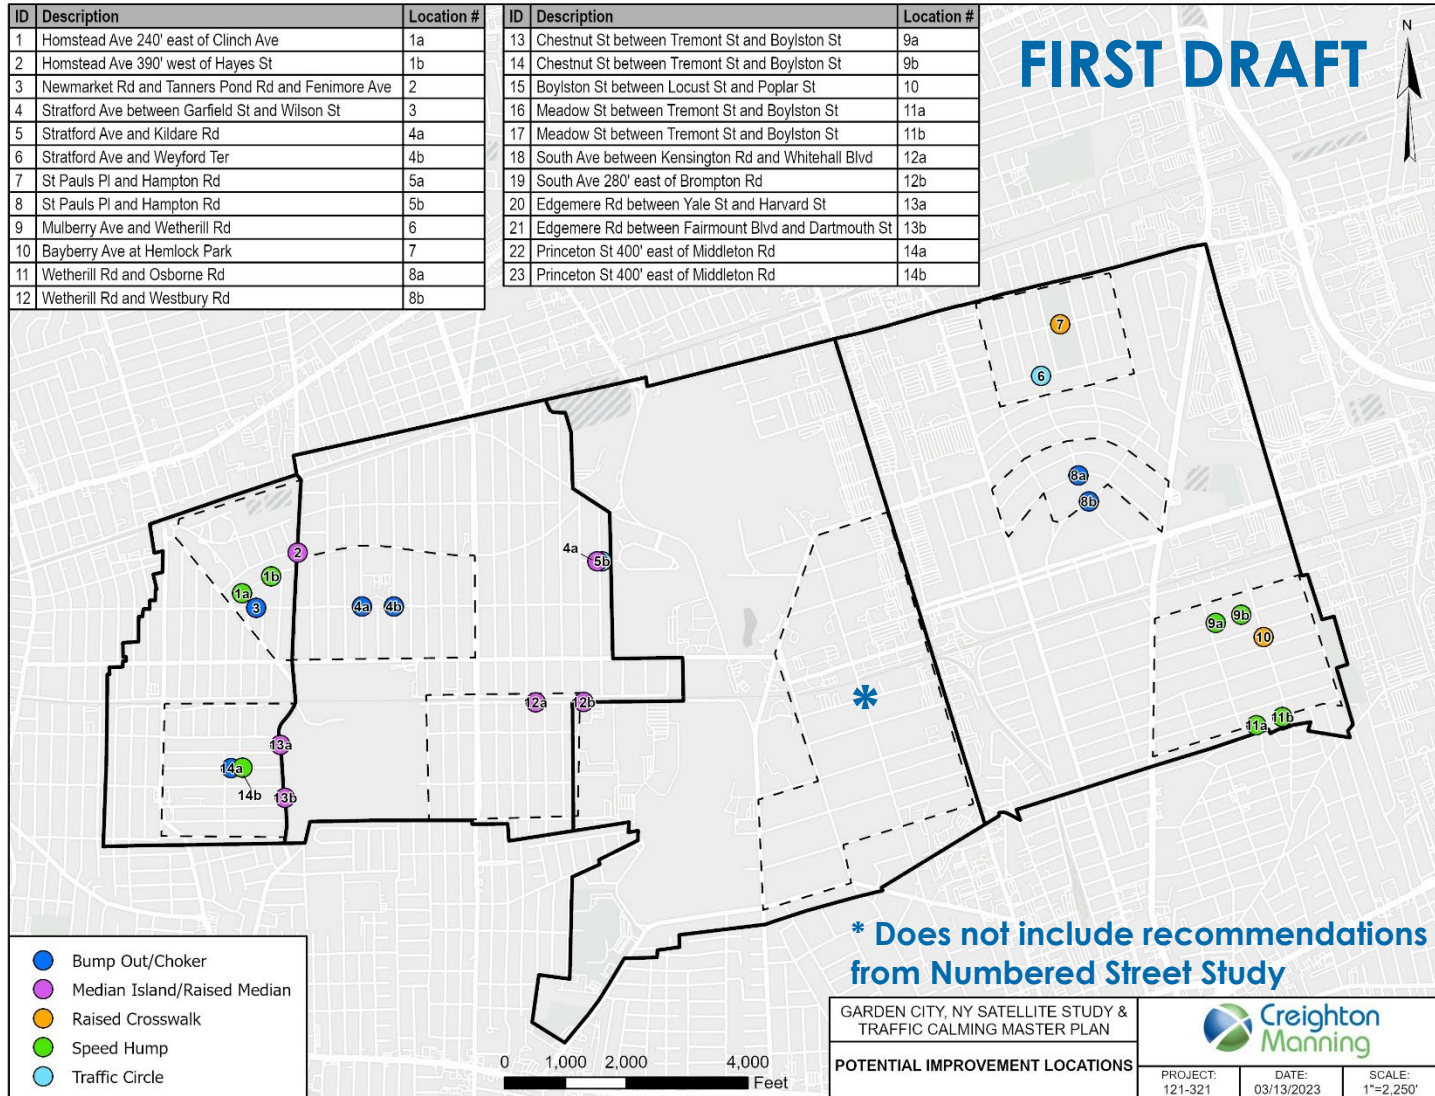 ID Description Location #
1 Homstead Ave 240' east of Clinch Ave 1a
2 Homstead Ave 390' west of Hayes St 1b
3 Newmarket Rd and Tanners Pond Rd and Fenimore Ave 2
4 Stratford Ave between Garfield St and Wilson St 3
5 Stratford Ave and Kildare Rd 4a
6 Stratford Ave and Weyford Ter 4b
7 St Pauls Pl and Hampton Rd 5a
8 St Pauls Pl and Hampton Rd 5b
9 Mulberry Ave and Wetherill Rd 6
10 Bayberry Ave at Hemlock Park 7
11 Wetherill Rd and Osborne Rd 8a
12 Wetherill Rd and Westbury Rd 8b
ID Description Location #
13 Chestnut St between Tremont St and Boylston St 9a
14 Chestnut St between Tremont St and Boylston St 9b
15 Boylston St between Locust St and Poplar St 10
16 Meadow St between Tremont St and Boylston St 11a
17 Meadow St between Tremont St and Boylston St 11b
18 South Ave between Kensington Rd and Whitehall Blvd 12a
19 South Ave 280' east of Brompton Rd 12b
20 Edgemere Rd between Yale St and Harvard St 13a
21 Edgemere Rd between Fairmount Blvd and Dartmouth St 13b
22 Princeton St 400' east of Middleton Rd 14a
23 Princeton St 400' east of Middleton Rd 14b
FIRST DRAFT
N
7
6
8a
8b
2
4a
5b
1b
1a
3
4a
4b
9a
9b
10
*
12a
12b
11a
11b
13a
14a
14b
13b
* Does not include recommendations
from Numbered Street Study
Bump Out/Choker
Median Island/Raised Median
Raised Crosswalk
Speed Hump
Traffic Circle
0 1,000 2,000 4,000
Feet
GARDEN CITY, NY SATELLITE STUDY &
TRAFFIC CALMING MASTER PLAN
POTENTIAL IMPROVEMENT LOCATIONS
Creighton
Manning
PROJECT:
121-321
DATE:
03/13/2023
SCALE:
1"=2,250'